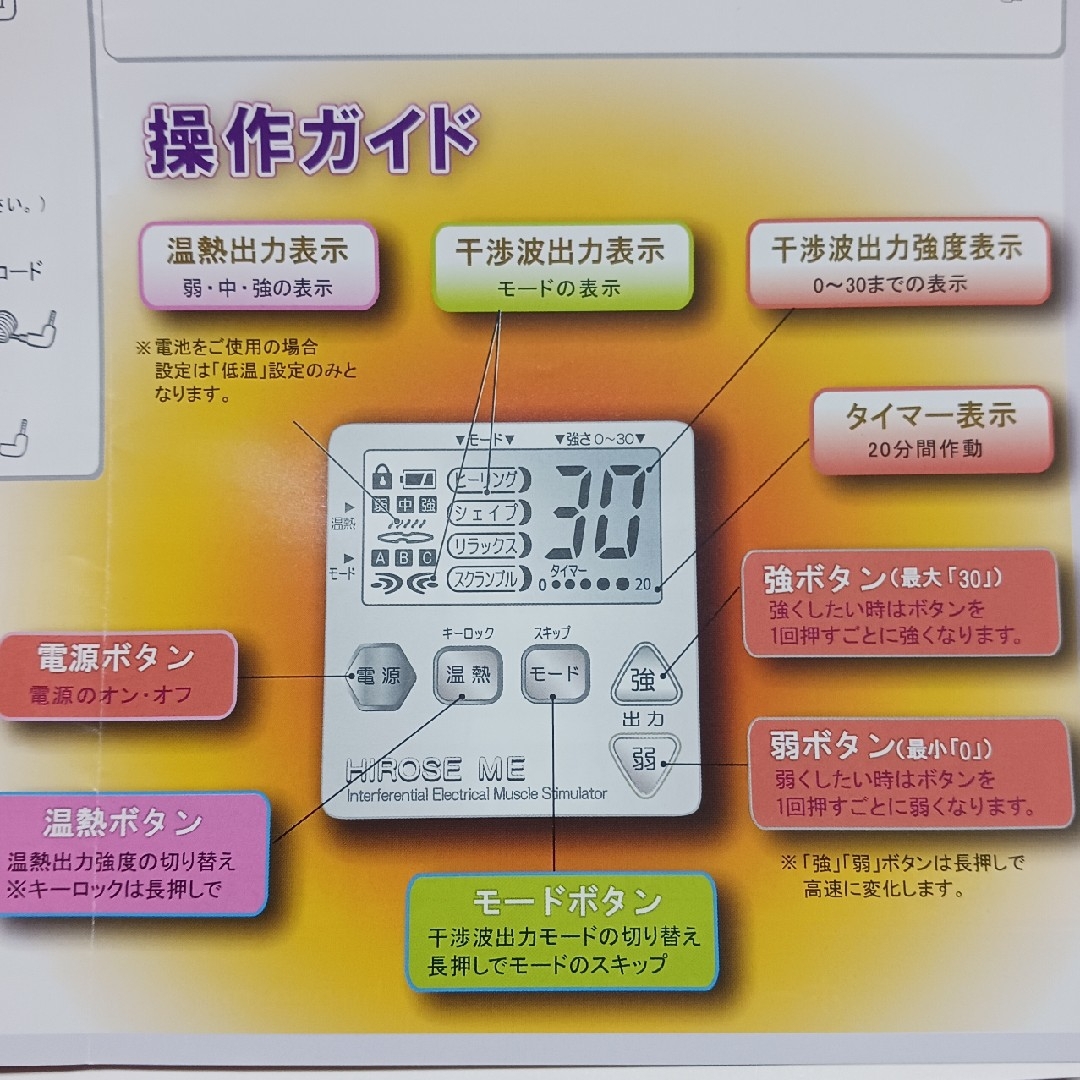 操作ガイド
さい。)
コード
温熱出力表示
弱・中・強の表示
干渉波出力表示
モードの表示
干渉波出力強度表示
0〜30までの表示
※電池をご使用の場合
設定は「低温」設定のみと
なります。
タイマー表示
20分間作動
▼モード▼ ▼強さ0〜30▼
弱 中 強
▶温熱
A B C
▶モード
ヒーリング
シェイプ
リラックス
スクランブル
30
タイマー
0 ●●●●● 20
キーロック スキップ
電源 温熱 モード 強
出力
弱
HIROSE ME
Interferential Electrical Muscle Stimulator
強ボタン(最大「30」)
強くしたい時はボタンを
1回押すごとに強くなります。
電源ボタン
電源のオン・オフ
弱ボタン(最小「0」)
弱くしたい時はボタンを
1回押すごとに弱くなります。
※「強」「弱」ボタンは長押しで
高速に変化します。
温熱ボタン
温熱出力強度の切り替え
※キーロックは長押しで
モードボタン
干渉波出力モードの切り替え
長押しでモードのスキップ